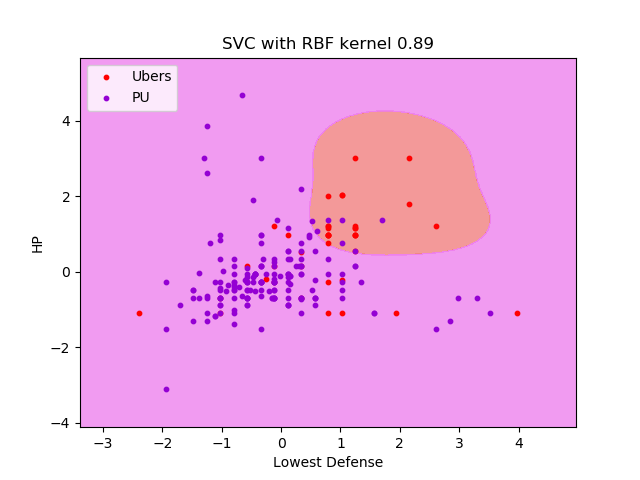 SVC with RBF kernel 0.89
Ubers
PU
4
2
0
−2
−4
HP
−3
−2
−1
0
1
2
3
4
Lowest Defense